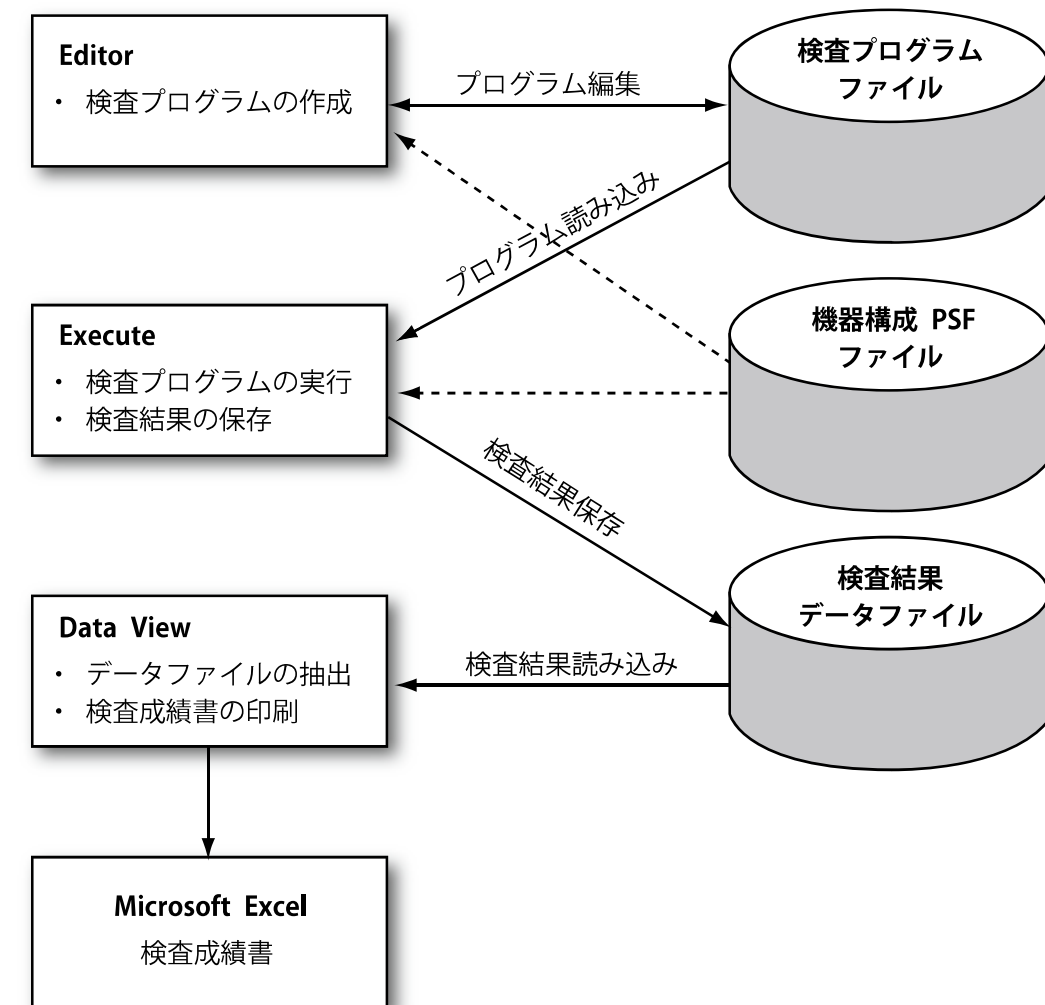 Editor
・ 検査プログラムの作成
プログラム編集
検査プログラム
ファイル
プログラム読み込み
Execute
・ 検査プログラムの実行
・ 検査結果の保存
機器構成 PSF
ファイル
検査結果保存
検査結果
データファイル
Data View
・ データファイルの抽出
・ 検査成績書の印刷
検査結果読み込み
Microsoft Excel
検査成績書